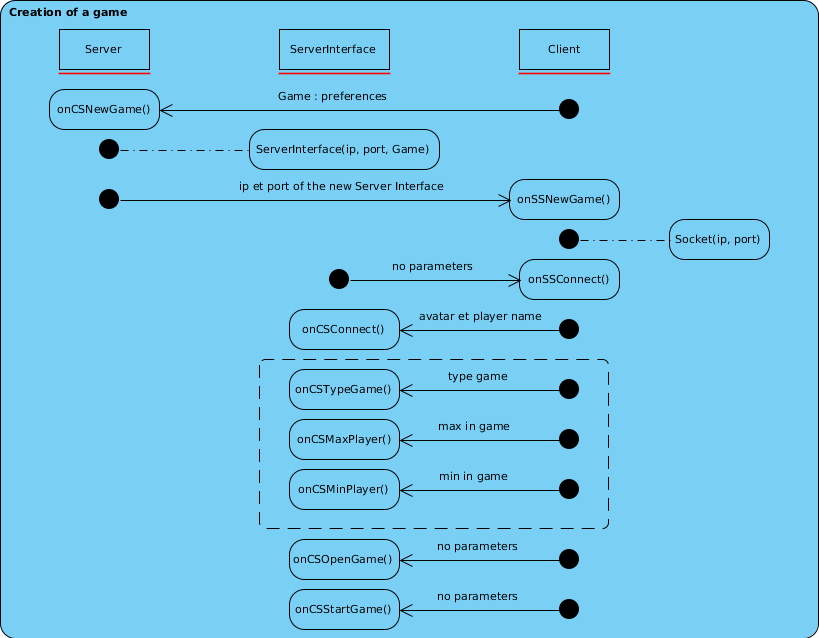 Creation of a game
Server
ServerInterface
Client
Game : preferences
onCSNewGame()
ServerInterface(ip, port, Game)
ip et port of the new Server Interface
onSSNewGame()
Socket(ip, port)
no parameters
onSSConnect()
avatar et player name
onCSConnect()
type game
onCSTypeGame()
max in game
onCSMaxPlayer()
min in game
onCSMinPlayer()
no parameters
onCSOpenGame()
no parameters
onCSStartGame()